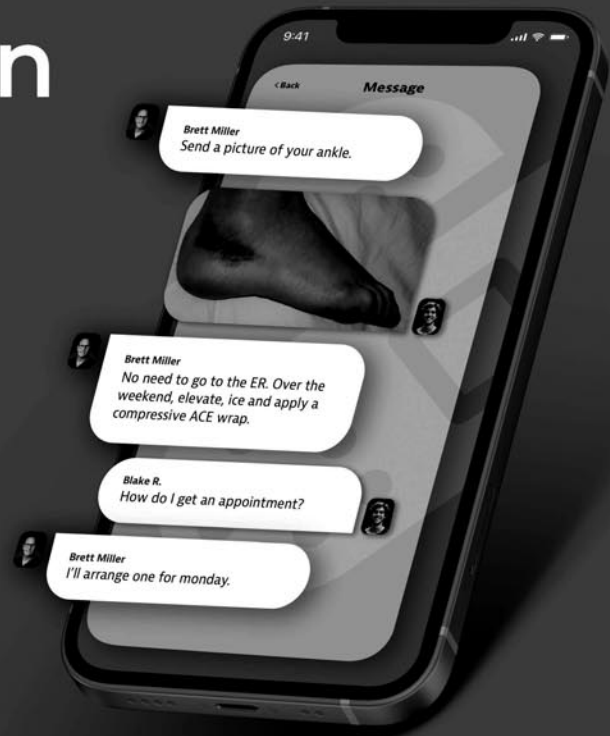 n
9:41
Back
Message
Brett Miller
Send a picture of your ankle.
Brett Miller
No need to go to the ER. Over the
weekend, elevate, ice and apply a
compressive ACE wrap.
Blake R.
How do I get an appointment?
Brett Miller
I'll arrange one for monday.